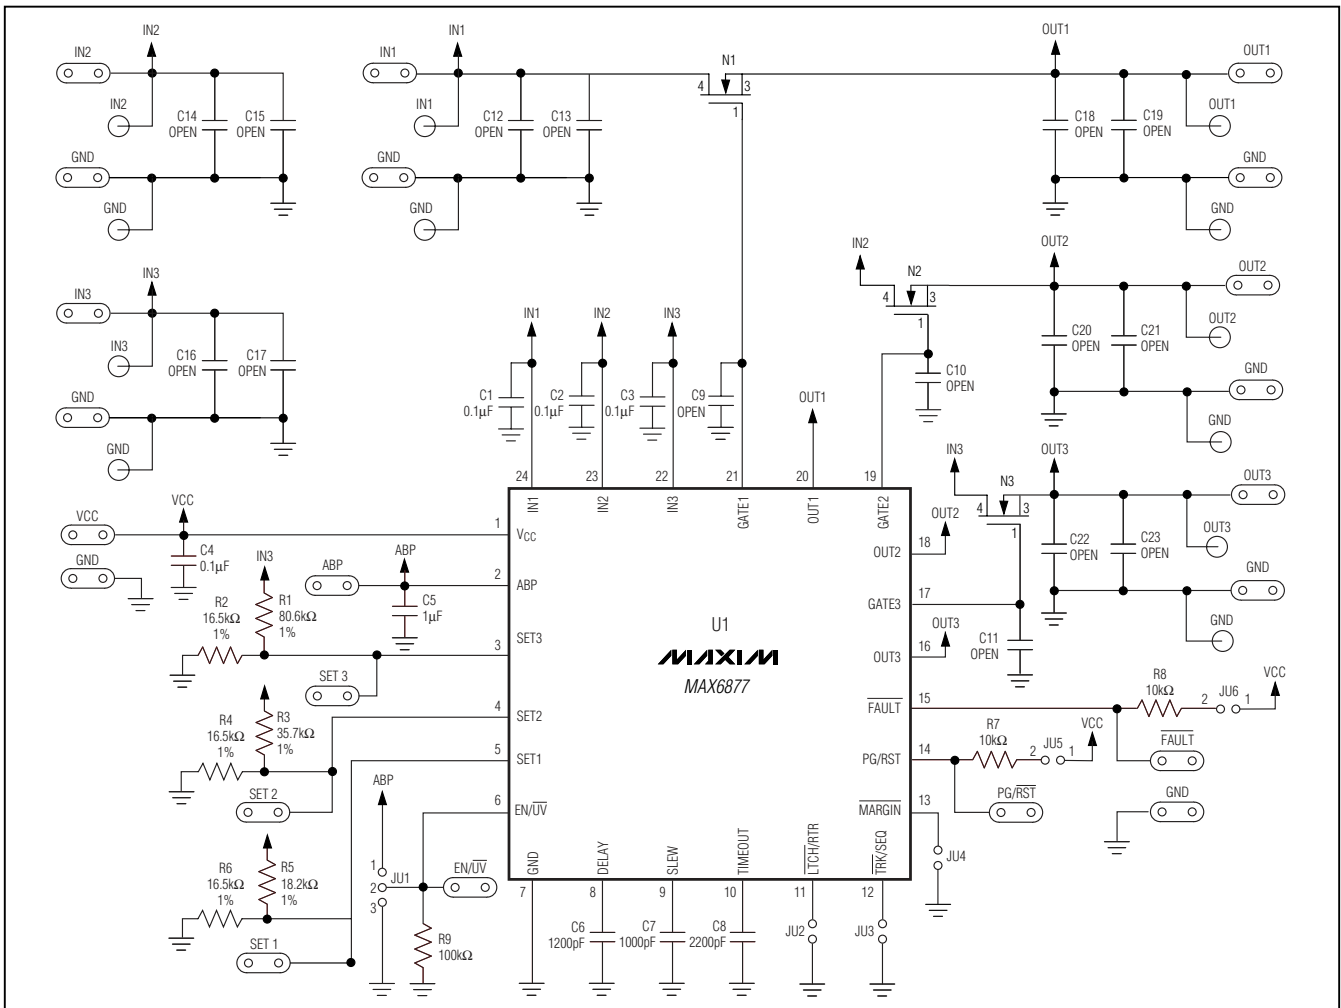 IN2
IN2
IN2
C14
OPEN
C15
OPEN
GND
GND
IN1
IN1
IN1
C12
OPEN
C13
OPEN
GND
GND
N1
4
3
1
OUT1
OUT1
OUT1
C18
OPEN
C19
OPEN
GND
GND
IN2
N2
4
3
1
C10
OPEN
OUT2
OUT2
OUT2
C20
OPEN
C21
OPEN
GND
GND
IN3
IN3
IN3
C16
OPEN
C17
OPEN
GND
GND
IN1
C1
0.1µF
IN2
C2
0.1µF
IN3
C3
0.1µF
C9
OPEN
OUT1
IN3
N3
4
3
1
C11
OPEN
OUT3
OUT3
OUT3
C22
OPEN
C23
OPEN
GND
GND
24
IN1
23
IN2
22
IN3
21
GATE1
20
OUT1
19
GATE2
VCC
VCC
GND
C4
0.1µF
1
VCC
ABP
ABP
C5
1µF
2
ABP
IN3
R2
16.5kΩ
1%
R1
80.6kΩ
1%
3
SET3
SET 3
R4
16.5kΩ
1%
R3
35.7kΩ
1%
4
SET2
5
SET1
SET 2
ABP
6
EN/UV
R6
16.5kΩ
1%
R5
18.2kΩ
1%
SET 1
1
2
3
JU1
EN/UV
R9
100kΩ
U1
MAXIM
MAX6877
OUT2
18
OUT2
17
GATE3
OUT3
16
OUT3
15
FAULT
R8
10kΩ
2
JU6
1
VCC
FAULT
14
PG/RST
R7
10kΩ
2
JU5
1
VCC
PG/RST
GND
13
MARGIN
JU4
GND
7
DELAY
8
SLEW
9
TIMEOUT
10
LTCH/RTR
11
TRK/SEQ
12
C6
1200pF
C7
1000pF
C8
2200pF
JU2
JU3